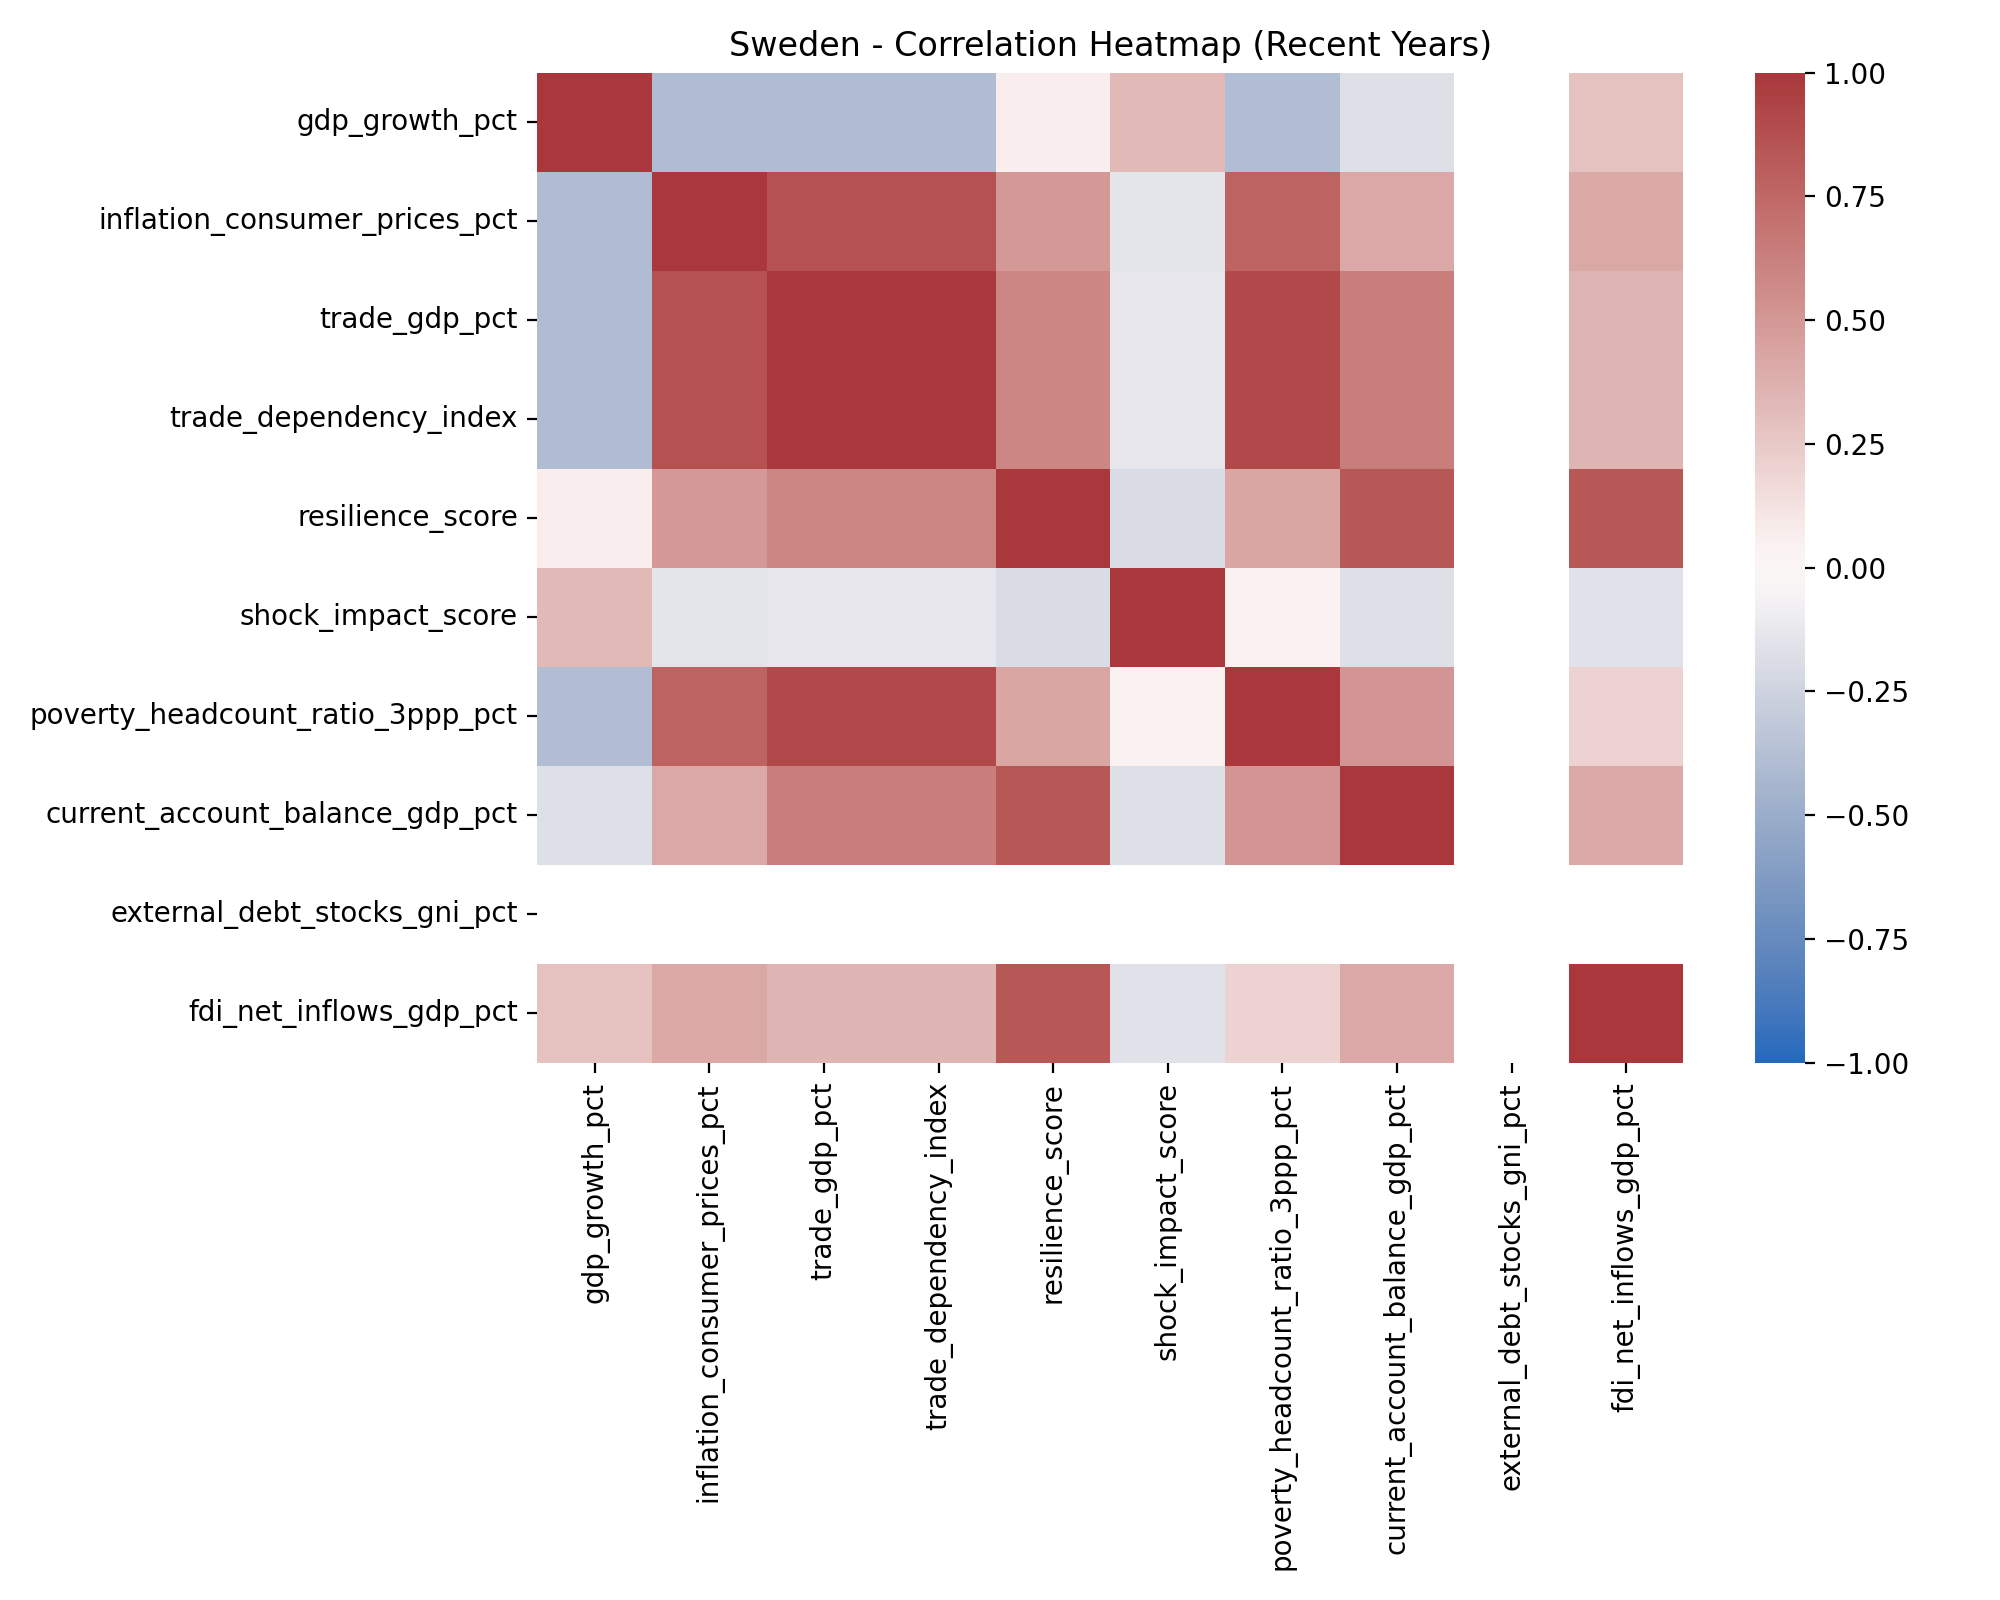 Sweden - Correlation Heatmap (Recent Years)
gdp_growth_pct
inflation_consumer_prices_pct
trade_gdp_pct
trade_dependency_index
resilience_score
shock_impact_score
poverty_headcount_ratio_3ppp_pct
current_account_balance_gdp_pct
external_debt_stocks_gni_pct
fdi_net_inflows_gdp_pct
gdp_growth_pct
inflation_consumer_prices_pct
trade_gdp_pct
trade_dependency_index
resilience_score
shock_impact_score
poverty_headcount_ratio_3ppp_pct
current_account_balance_gdp_pct
external_debt_stocks_gni_pct
fdi_net_inflows_gdp_pct
1.00
0.75
0.50
0.25
0.00
−0.25
−0.50
−0.75
−1.00